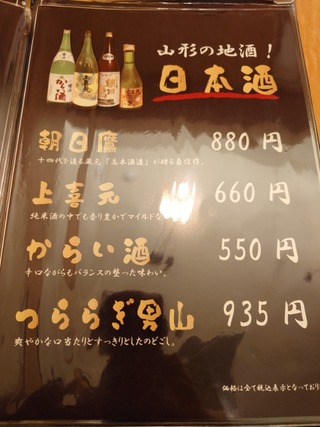 山形の地酒！
日本酒
朝日鷹 880円
十四代を造る蔵元「高木酒造」が贈る自信作。
上喜元 660円
純米酒の中でも香り豊かでマイルドな
からい酒 550円
辛口ながらもバランスの整った味わい。
つららぎ男山 935円
爽やかな口当たりとすっきりとしたのどごし。
価格は全て税込表示となっており